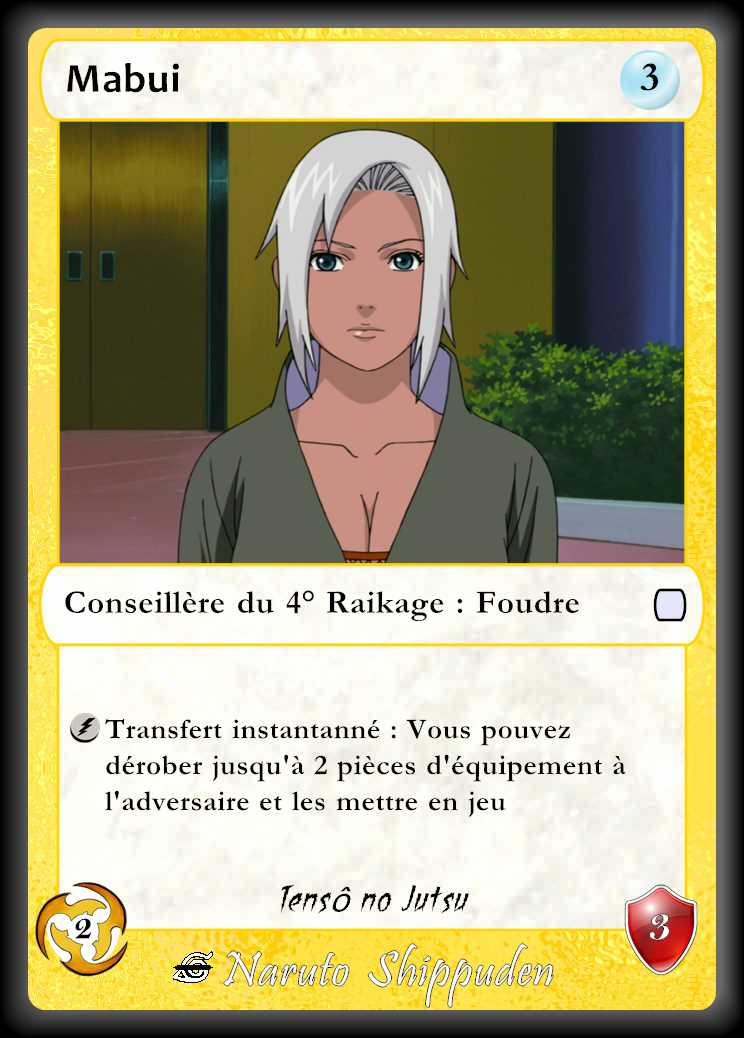 Mabui
3
Conseillère du 4° Raikage : Foudre
Transfert instantanné : Vous pouvez
dérober jusqu'à 2 pièces d'équipement à
l'adversaire et les mettre en jeu
Tensô no Jutsu
2
3
Naruto Shippuden